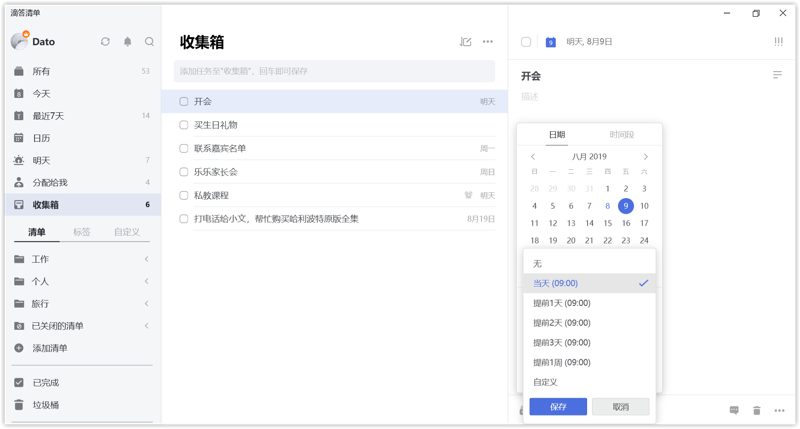 滴答清单
Dato
所有 53
今天
最近7天 14
日历
明天 7
分配给我 4
收集箱 6
清单 标签 自定义
工作
个人
旅行
已关闭的清单
添加清单
已完成
垃圾桶
收集箱
添加任务至"收集箱"，回车即可保存
开会 明天
买生日礼物
联系嘉宾名单 周一
乐乐家长会 周日
私教课程 明天
打电话给小文，帮忙购买哈利波特原版全集 8月19日
9 明天, 8月9日 !!!
开会
描述
日期 时间段
八月 2019
日 一 二 三 四 五 六
28 29 30 31 1 2 3
4 5 6 7 8 9 10
11 12 13 14 15 16 17
18 19 20 21 22 23 24
无
当天 (09:00)
提前1天 (09:00)
提前2天 (09:00)
提前3天 (09:00)
提前1周 (09:00)
自定义
保存 取消